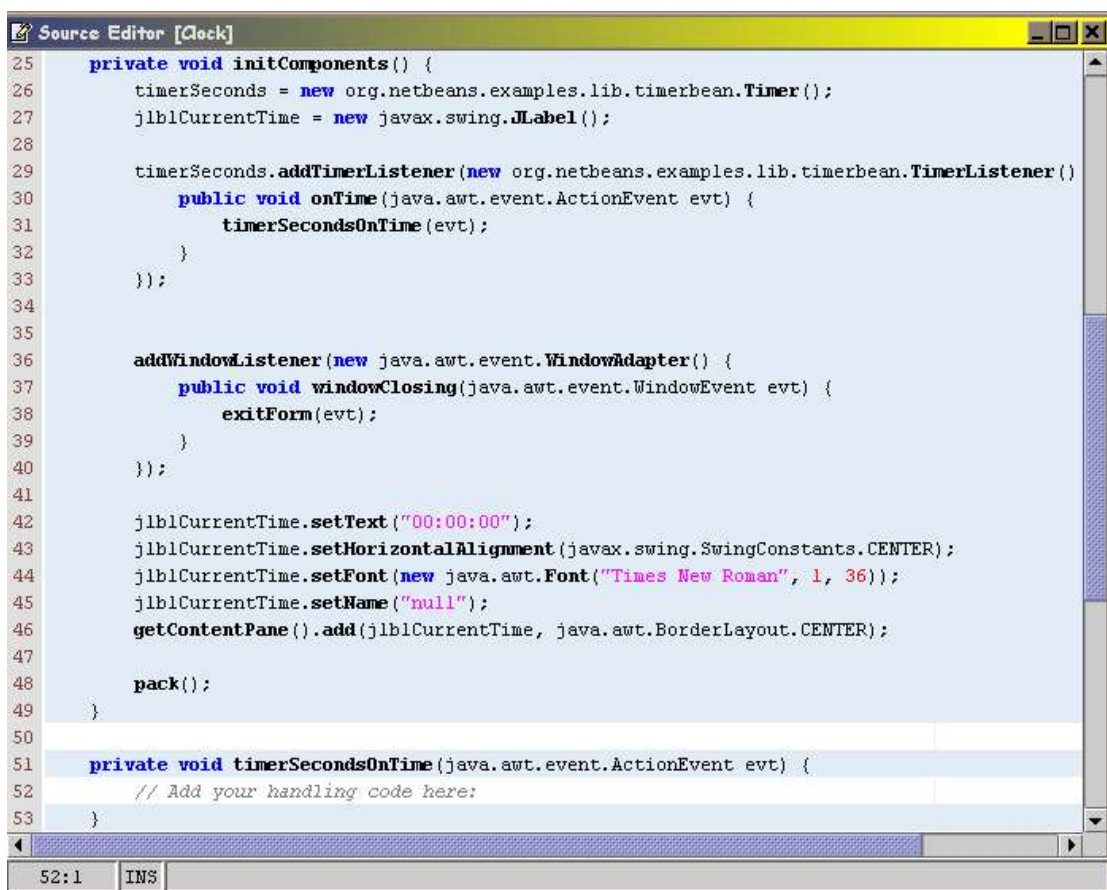 Source Editor [Clock]
25 private void initComponents() {
26 timerSeconds = new org.netbeans.examples.lib.timerbean.Timer();
27 jlblCurrentTime = new javax.swing.JLabel();
28
29 timerSeconds.addTimerListener(new org.netbeans.examples.lib.timerbean.TimerListener()
30 public void onTime(java.awt.event.ActionEvent evt) {
31 timerSecondsOnTime(evt);
32 }
33 });
34
35
36 addWindowListener(new java.awt.event.WindowAdapter() {
37 public void windowClosing(java.awt.event.WindowEvent evt) {
38 exitForm(evt);
39 }
40 });
41
42 jlblCurrentTime.setText("00:00:00");
43 jlblCurrentTime.setHorizontalAlignment(javax.swing.SwingConstants.CENTER);
44 jlblCurrentTime.setFont(new java.awt.Font("Times New Roman", 1, 36));
45 jlblCurrentTime.setName("null");
46 getContentPane().add(jlblCurrentTime, java.awt.BorderLayout.CENTER);
47
48 pack();
49 }
50
51 private void timerSecondsOnTime(java.awt.event.ActionEvent evt) {
52 // Add your handling code here:
53 }
52:1 INS